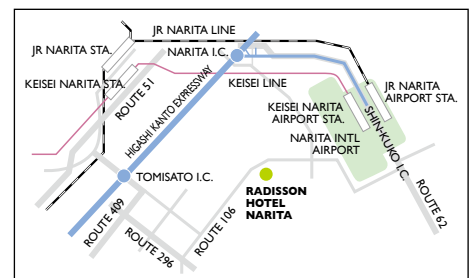 JR NARITA LINE
JR NARITA STA.
NARITA I.C.
KEISEI NARITA STA.
KEISEI LINE
JR NARITA
AIRPORT STA.
ROUTE 51
HIGASHI KANTO EXPRESSWAY
KEISEI NARITA
AIRPORT STA.
NARITA INTL
AIRPORT
SHIN-KUKO I.C.
TOMISATO I.C.
RADISSON
HOTEL
NARITA
ROUTE 409
ROUTE 106
ROUTE 62
ROUTE 296